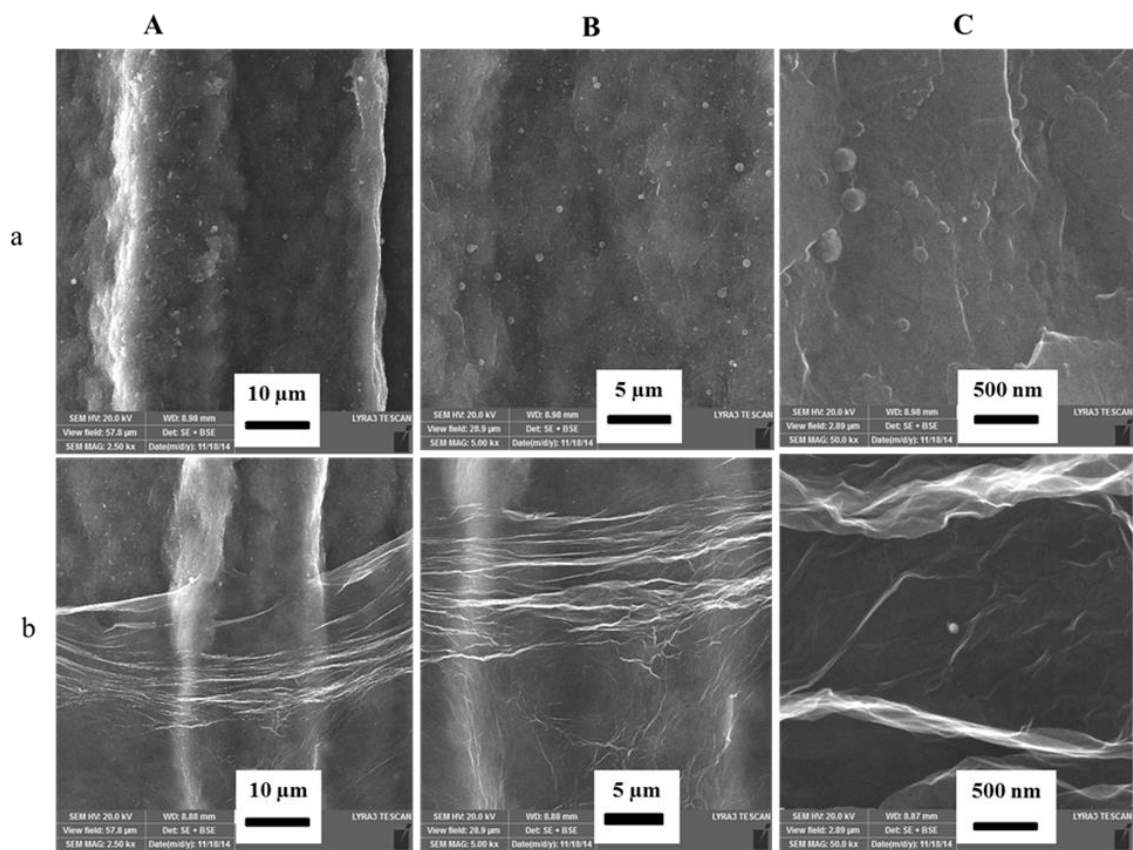 A
B
C
a
10 µm
SEM HV: 20.0 kV WD: 8.98 mm LYRA3 TESCAN
View field: 57.8 µm Det: SE + BSE
SEM MAG: 2.50 kx Date(m/d/y): 11/18/14
5 µm
SEM HV: 20.0 kV WD: 8.98 mm LYRA3 TESCAN
View field: 28.9 µm Det: SE + BSE
SEM MAG: 5.00 kx Date(m/d/y): 11/18/14
500 nm
SEM HV: 20.0 kV WD: 8.98 mm LYRA3 TESCAN
View field: 2.89 µm Det: SE + BSE
SEM MAG: 50.0 kx Date(m/d/y): 11/18/14
b
10 µm
SEM HV: 20.0 kV WD: 8.88 mm LYRA3 TESCAN
View field: 57.8 µm Det: SE + BSE
SEM MAG: 2.50 kx Date(m/d/y): 11/18/14
5 µm
SEM HV: 20.0 kV WD: 8.88 mm LYRA3 TESCAN
View field: 28.9 µm Det: SE + BSE
SEM MAG: 5.00 kx Date(m/d/y): 11/18/14
500 nm
SEM HV: 20.0 kV WD: 8.87 mm LYRA3 TESCAN
View field: 2.89 µm Det: SE + BSE
SEM MAG: 50.0 kx Date(m/d/y): 11/18/14